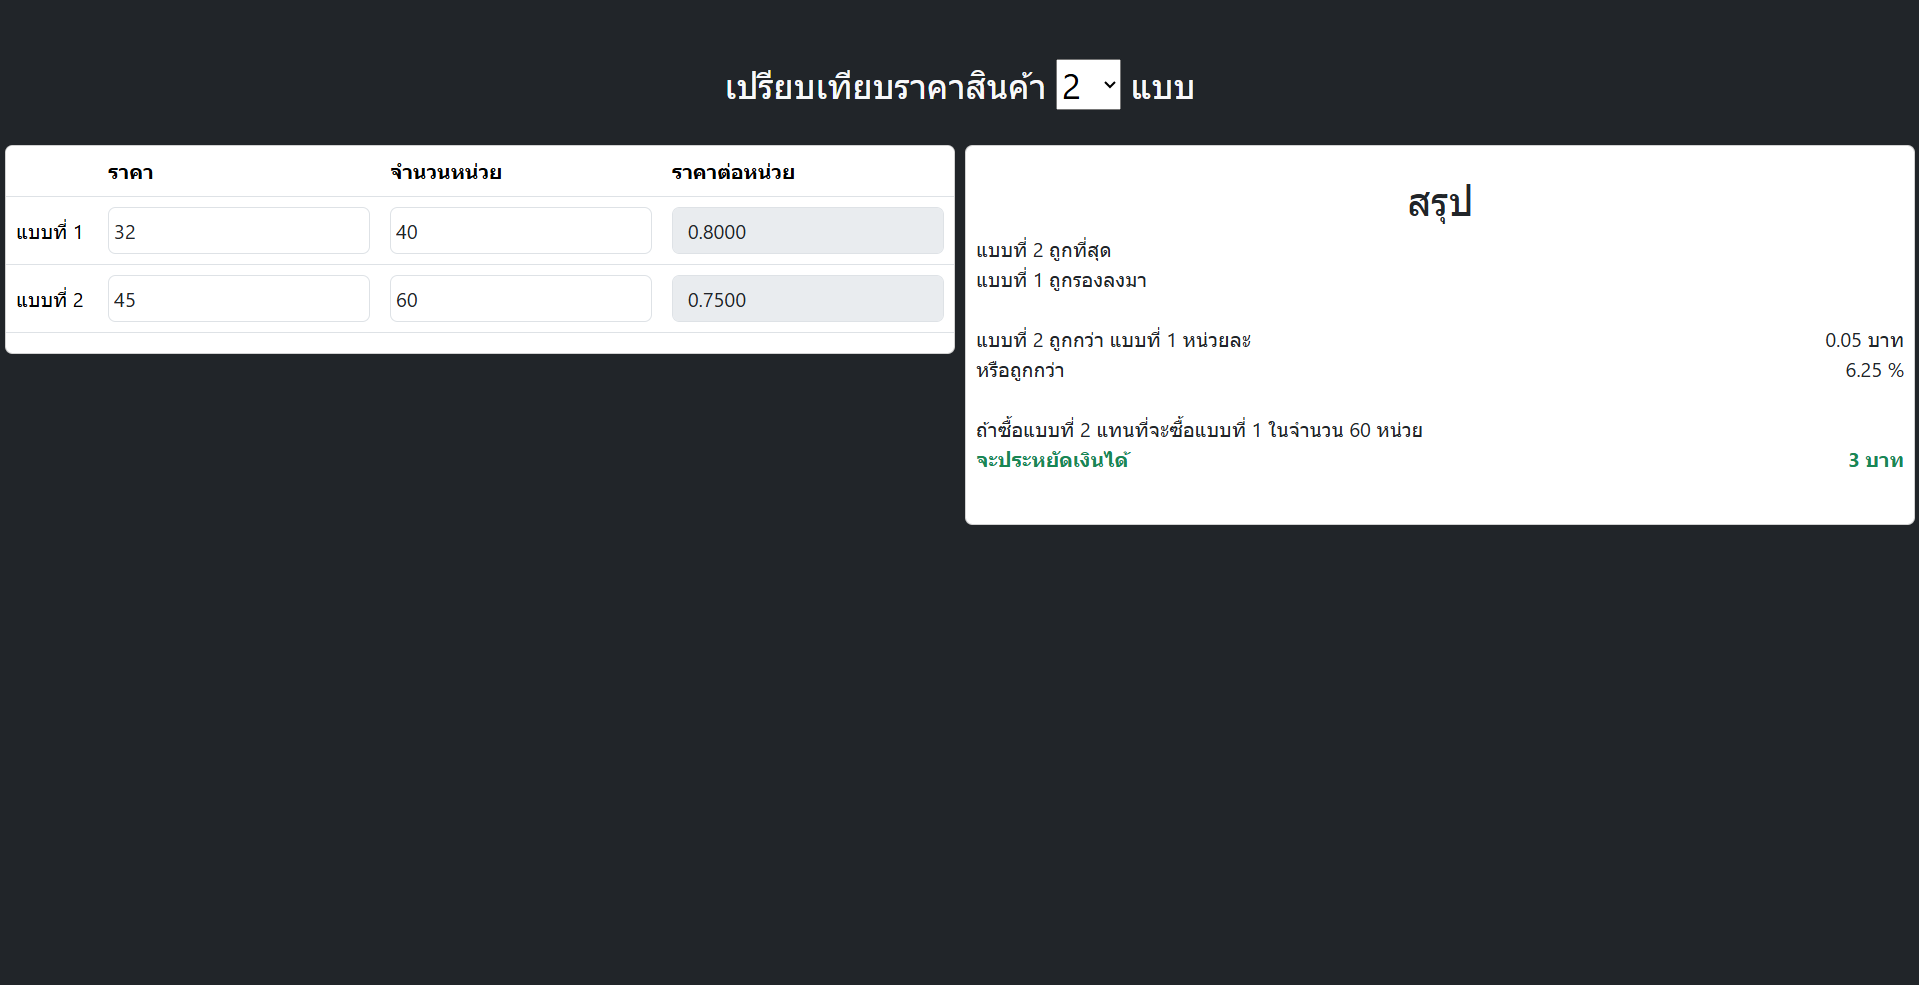 เปรียบเทียบราคาสินค้า 2 แบบ
ราคา จำนวนหน่วย ราคาต่อหน่วย
แบบที่ 1 32 40 0.8000
แบบที่ 2 45 60 0.7500
สรุป
แบบที่ 2 ถูกที่สุด
แบบที่ 1 ถูกรองลงมา
แบบที่ 2 ถูกกว่า แบบที่ 1 หน่วยละ 0.05 บาท
หรือถูกกว่า 6.25 %
ถ้าซื้อแบบที่ 2 แทนที่จะซื้อแบบที่ 1 ในจำนวน 60 หน่วย
จะประหยัดเงินได้ 3 บาท